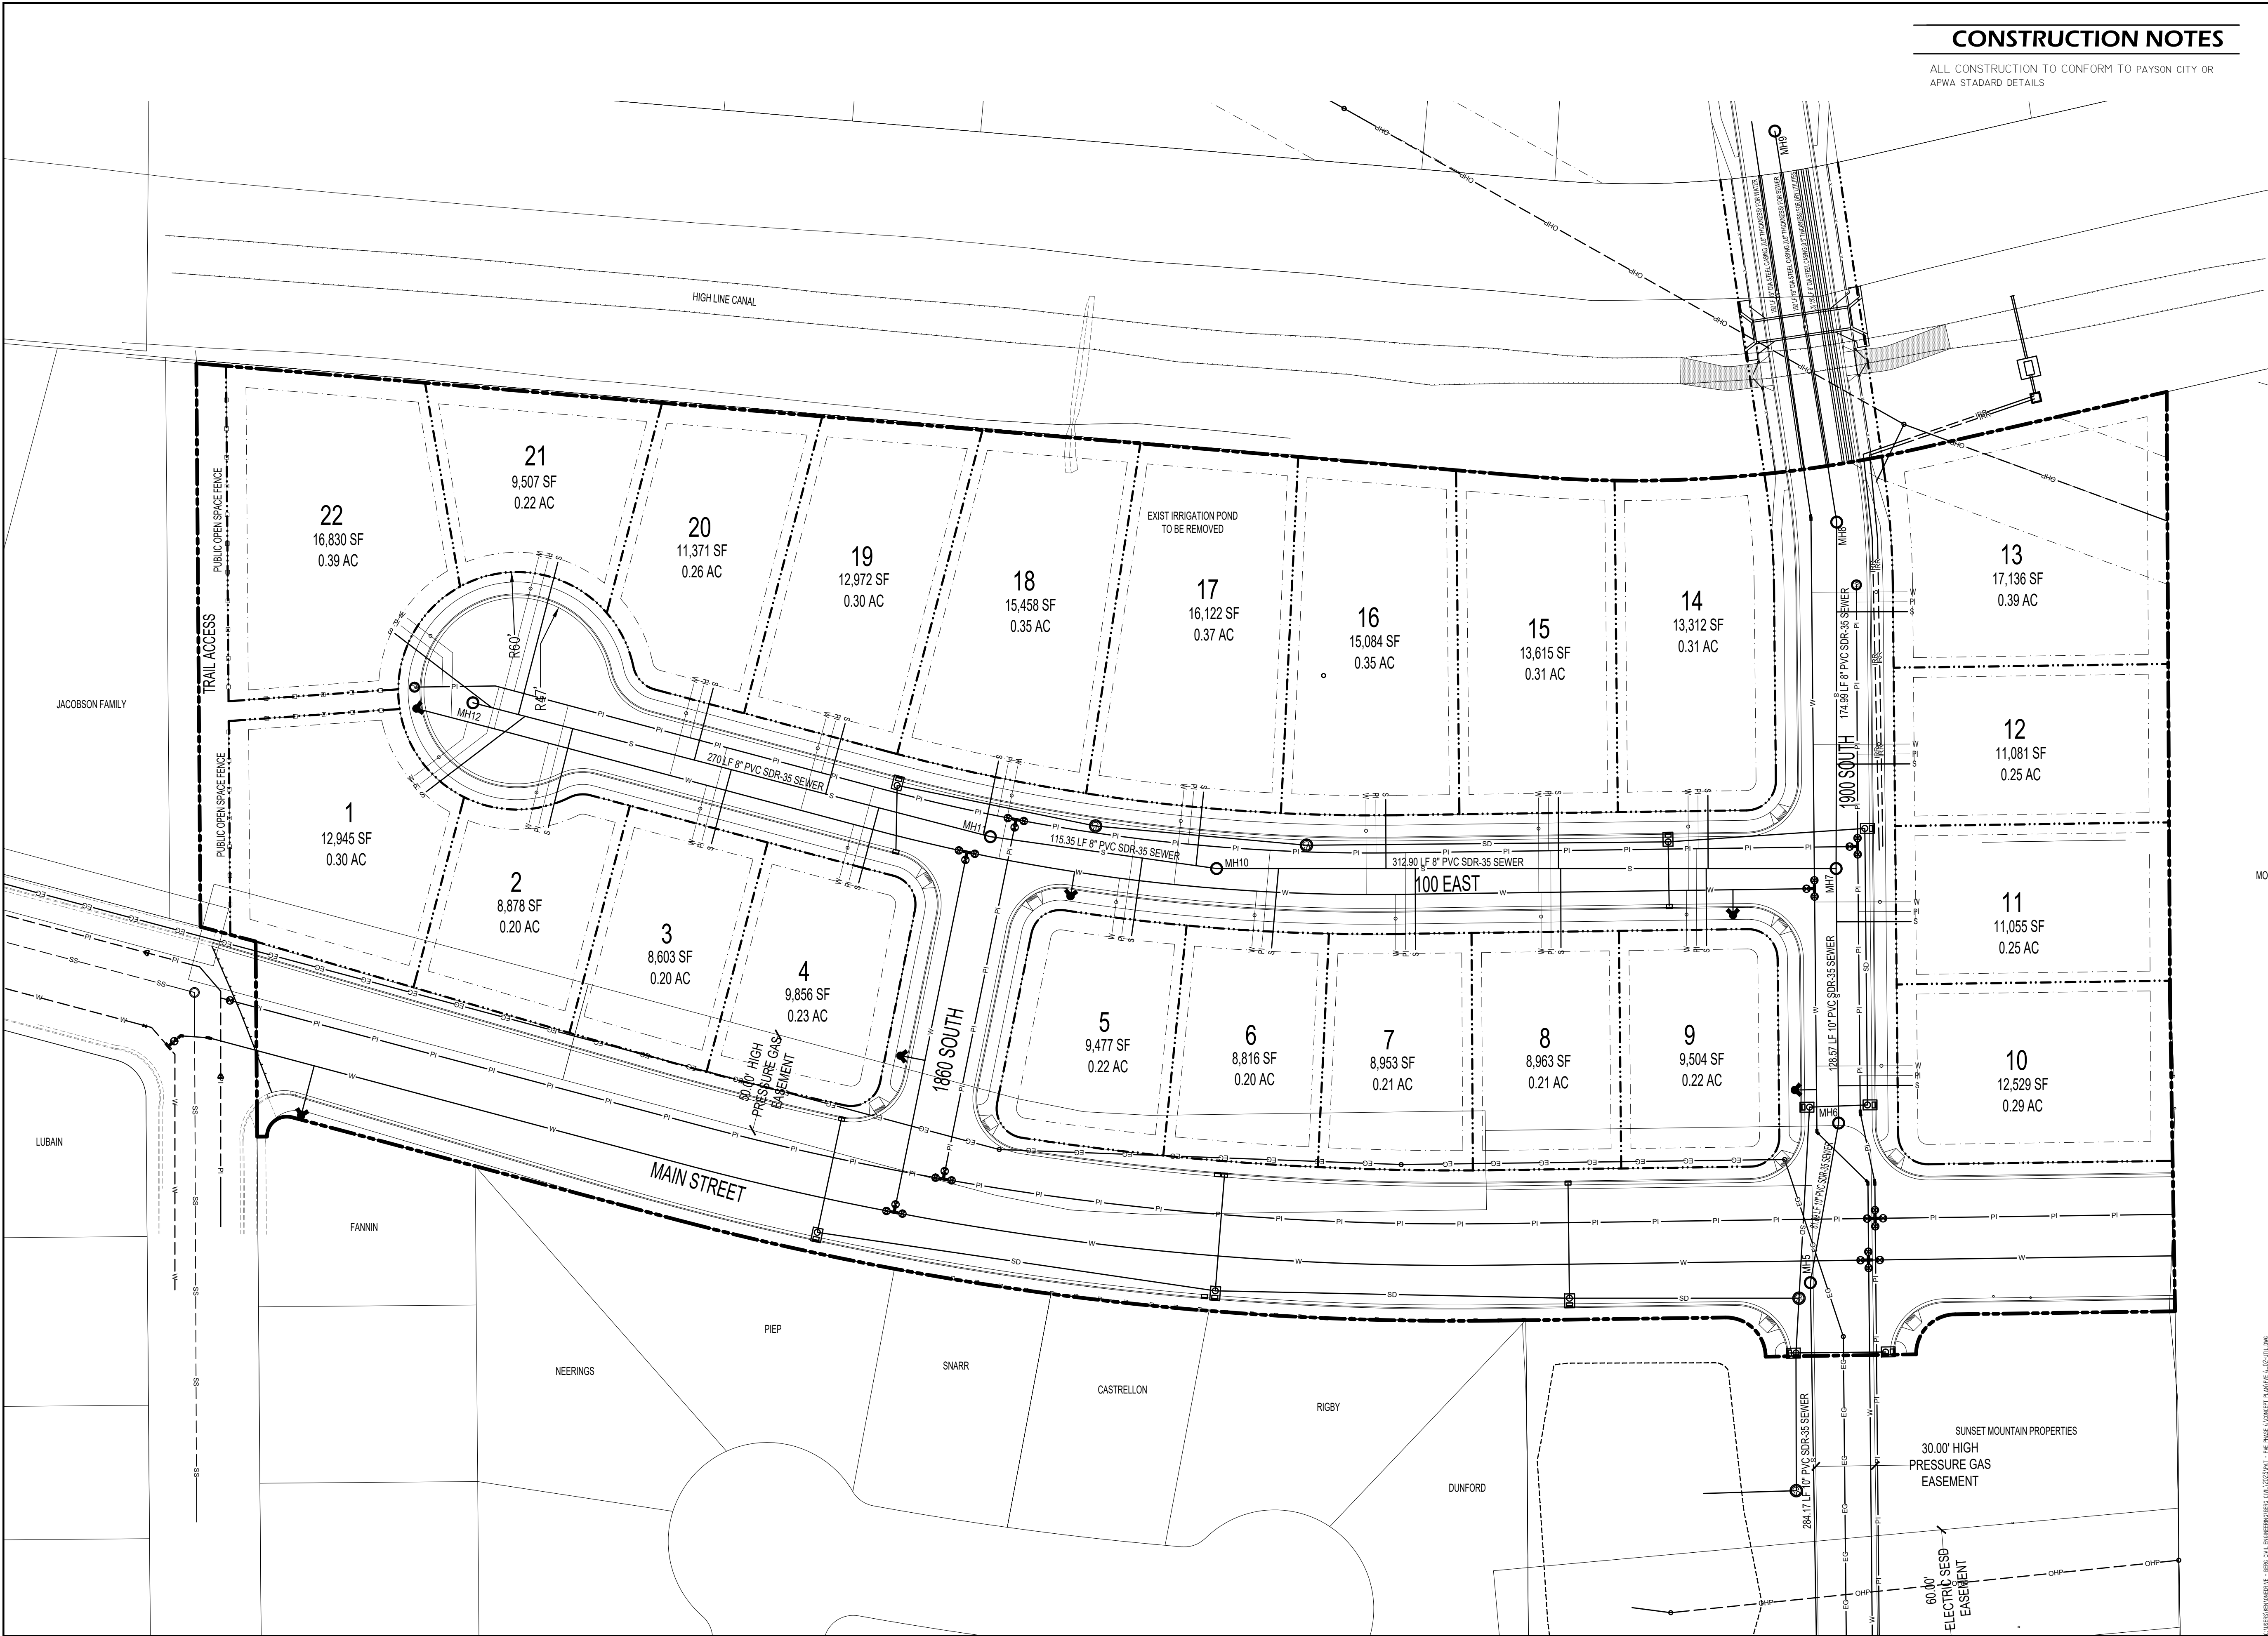 CONSTRUCTION NOTES
ALL CONSTRUCTION TO CONFORM TO PAYSON CITY OR
APWA STADARD DETAILS
MH9
HIGH LINE CANAL
OHP
IRR
PUBLIC OPEN SPACE FENCE
TRAIL ACCESS
JACOBSON FAMILY
22
16,830 SF
0.39 AC
21
9,507 SF
0.22 AC
20
11,371 SF
0.26 AC
19
12,972 SF
0.30 AC
18
15,458 SF
0.35 AC
EXIST IRRIGATION POND
TO BE REMOVED
17
16,122 SF
0.37 AC
16
15,084 SF
0.35 AC
15
13,615 SF
0.31 AC
14
13,312 SF
0.31 AC
MH8
174.99 LF 8" PVC SDR-35 SEWER
1900 SOUTH
13
17,136 SF
0.39 AC
12
11,081 SF
0.25 AC
11
11,055 SF
0.25 AC
10
12,529 SF
0.29 AC
R60'
R47'
MH12
270 LF 8" PVC SDR-35 SEWER
MH11
115.35 LF 8" PVC SDR-35 SEWER
MH10
312.90 LF 8" PVC SDR-35 SEWER
100 EAST
MH7
128.57 LF 10" PVC SDR-35 SEWER
MH6
PUBLIC OPEN SPACE FENCE
1
12,945 SF
0.30 AC
2
8,878 SF
0.20 AC
3
8,603 SF
0.20 AC
4
9,856 SF
0.23 AC
50.00' HIGH
PRESSURE GAS
EASEMENT
1860 SOUTH
5
9,477 SF
0.22 AC
6
8,816 SF
0.20 AC
7
8,953 SF
0.21 AC
8
8,963 SF
0.21 AC
9
9,504 SF
0.22 AC
MO
MAIN STREET
MH5
LUBAIN
FANNIN
NEERINGS
PIEP
SNARR
CASTRELLON
RIGBY
DUNFORD
284.17 LF 10" PVC SDR-35 SEWER
SUNSET MOUNTAIN PROPERTIES
30.00' HIGH
PRESSURE GAS
EASEMENT
60.00'
ELECTRIC SESD
EASEMENT